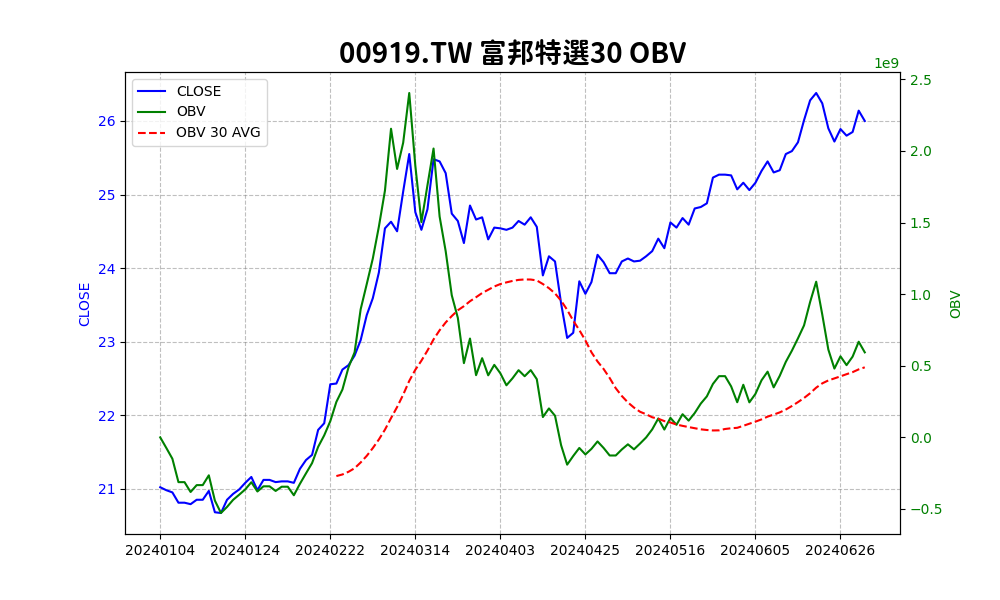 00919.TW 富邦特選30 OBV
1e9
CLOSE
OBV
OBV 30 AVG
26
25
24
23
22
21
CLOSE
2.5
2.0
1.5
1.0
0.5
0.0
−0.5
OBV
20240104 20240124 20240222 20240314 20240403 20240425 20240516 20240605 20240626